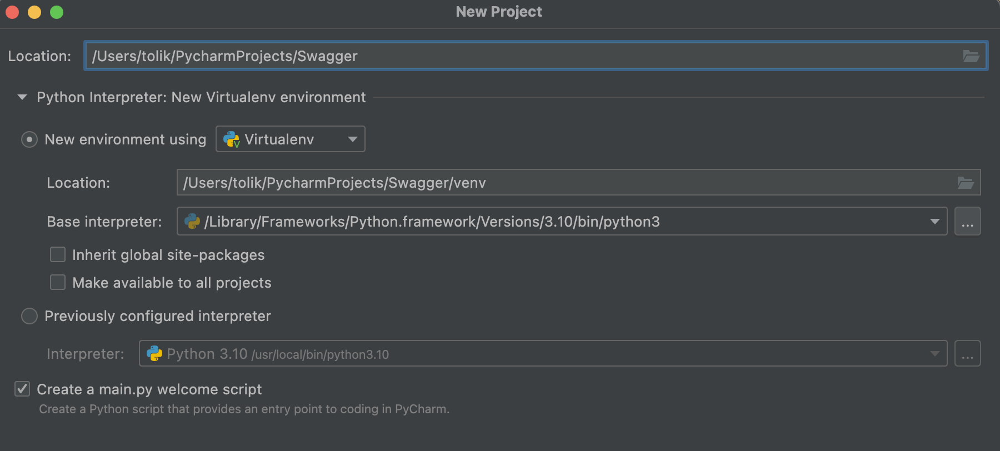 New Project
Location: /Users/tolik/PycharmProjects/Swagger
Python Interpreter: New Virtualenv environment
New environment using Virtualenv
Location: /Users/tolik/PycharmProjects/Swagger/venv
Base interpreter: /Library/Frameworks/Python.framework/Versions/3.10/bin/python3 ...
Inherit global site-packages
Make available to all projects
Previously configured interpreter
Interpreter: Python 3.10 /usr/local/bin/python3.10 ...
Create a main.py welcome script
Create a Python script that provides an entry point to coding in PyCharm.